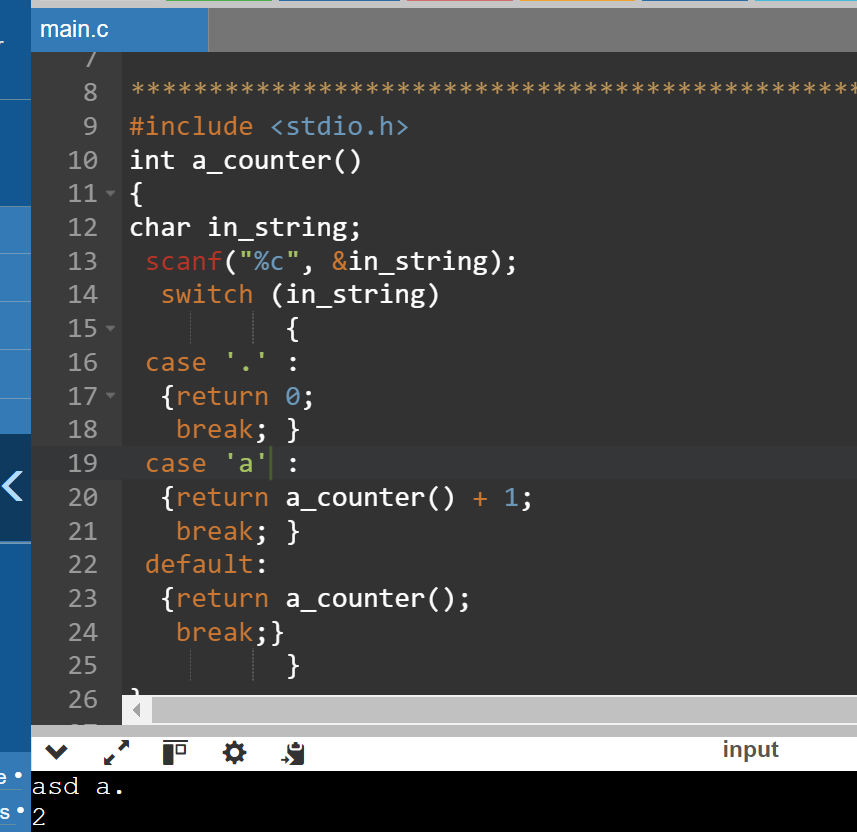 main.c
7
8 ***********************************************
9 #include <stdio.h>
10 int a_counter()
11 {
12 char in_string;
13 scanf("%c", &in_string);
14 switch (in_string)
15 {
16 case '.' :
17 {return 0;
18 break; }
19 case 'a' :
20 {return a_counter() + 1;
21 break; }
22 default:
23 {return a_counter();
24 break;}
25 }
26 }
input
asd a.
2